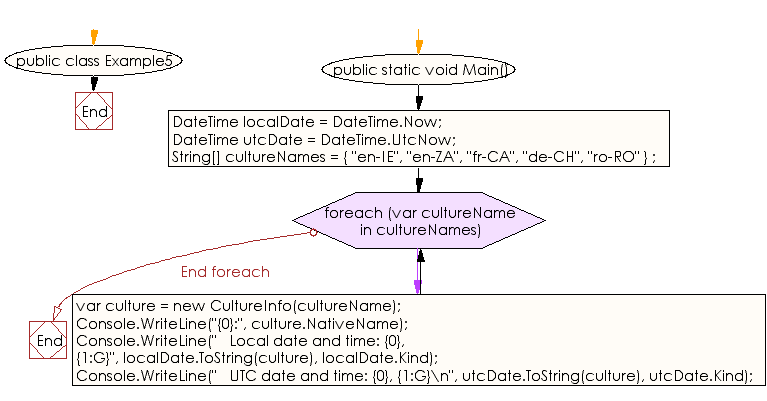 public class Example5
End
public static void Main()
DateTime localDate = DateTime.Now;
DateTime utcDate = DateTime.UtcNow;
String[] cultureNames = { "en-IE", "en-ZA", "fr-CA", "de-CH", "ro-RO" } ;
foreach (var cultureName
in cultureNames)
End foreach
End
var culture = new CultureInfo(cultureName);
Console.WriteLine("{0}:", culture.NativeName);
Console.WriteLine("   Local date and time: {0},
{1:G}", localDate.ToString(culture), localDate.Kind);
Console.WriteLine("   UTC date and time: {0}, {1:G}\n", utcDate.ToString(culture), utcDate.Kind);